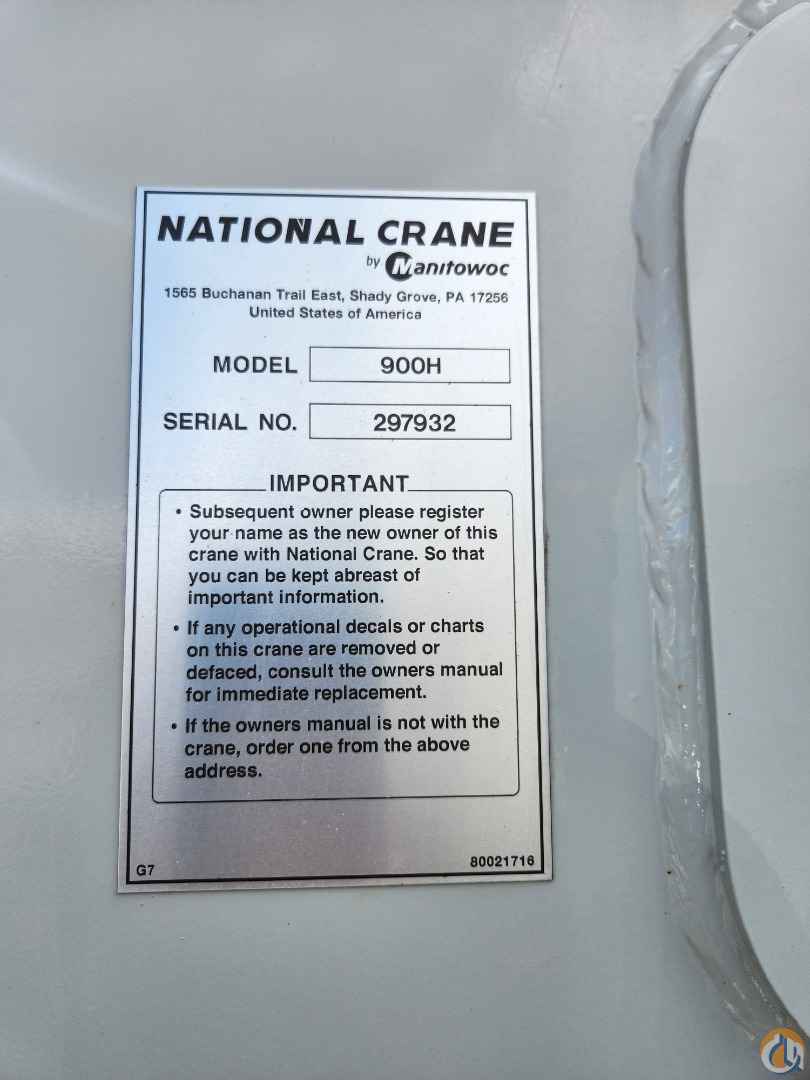 NATIONAL CRANE
by Manitowoc
1565 Buchanan Trail East, Shady Grove, PA 17256
United States of America
MODEL 900H
SERIAL NO. 297932
IMPORTANT
• Subsequent owner please register
your name as the new owner of this
crane with National Crane. So that
you can be kept abreast of
important information.
• If any operational decals or charts
on this crane are removed or
defaced, consult the owners manual
for immediate replacement.
• If the owners manual is not with the
crane, order one from the above
address.
G7 80021716